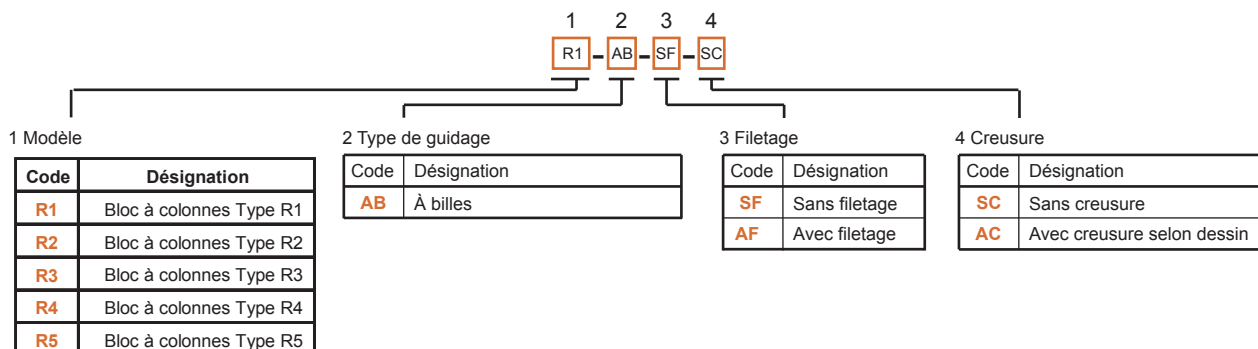 1 2 3 4
R1 - AB - SF - SC
1 Modèle
Code Désignation
R1 Bloc à colonnes Type R1
R2 Bloc à colonnes Type R2
R3 Bloc à colonnes Type R3
R4 Bloc à colonnes Type R4
R5 Bloc à colonnes Type R5
2 Type de guidage
Code Désignation
AB À billes
3 Filetage
Code Désignation
SF Sans filetage
AF Avec filetage
4 Creusure
Code Désignation
SC Sans creusure
AC Avec creusure selon dessin